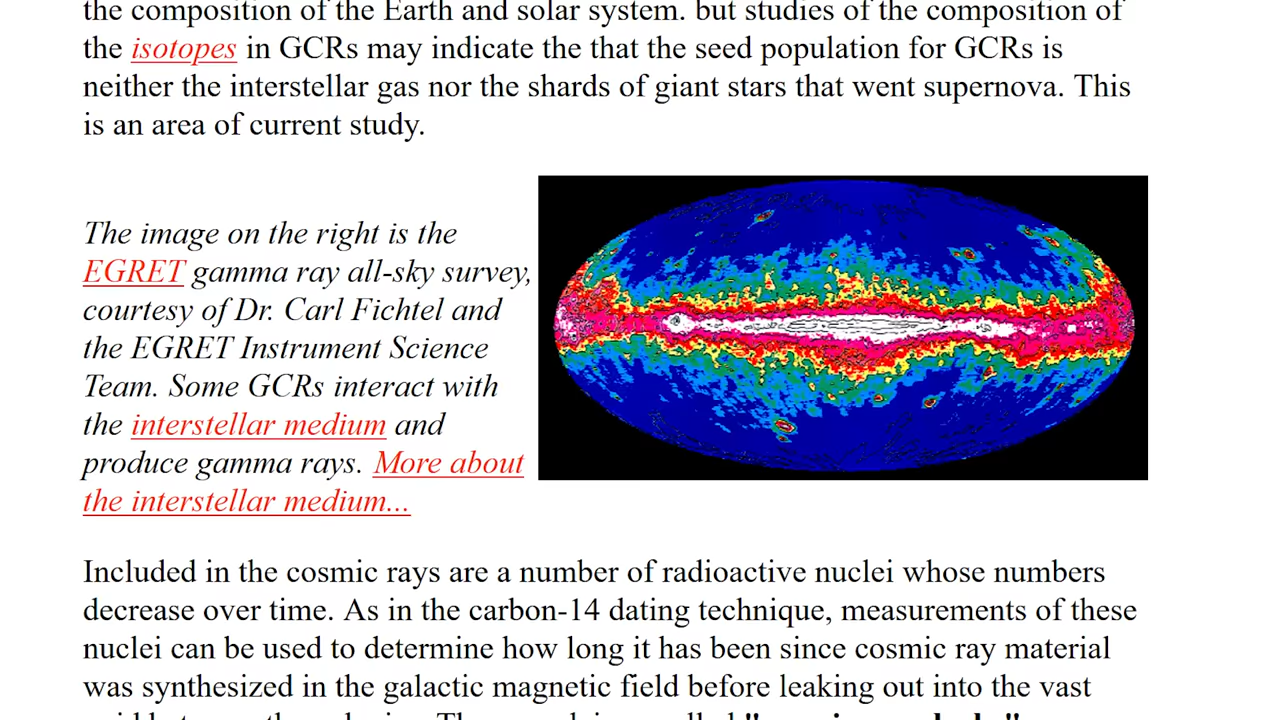 the composition of the Earth and solar system. but studies of the composition of
the isotopes in GCRs may indicate the that the seed population for GCRs is
neither the interstellar gas nor the shards of giant stars that went supernova. This
is an area of current study.
The image on the right is the
EGRET gamma ray all-sky survey,
courtesy of Dr. Carl Fichtel and
the EGRET Instrument Science
Team. Some GCRs interact with
the interstellar medium and
produce gamma rays. More about
the interstellar medium...
Included in the cosmic rays are a number of radioactive nuclei whose numbers
decrease over time. As in the carbon-14 dating technique, measurements of these
nuclei can be used to determine how long it has been since cosmic ray material
was synthesized in the galactic magnetic field before leaking out into the vast